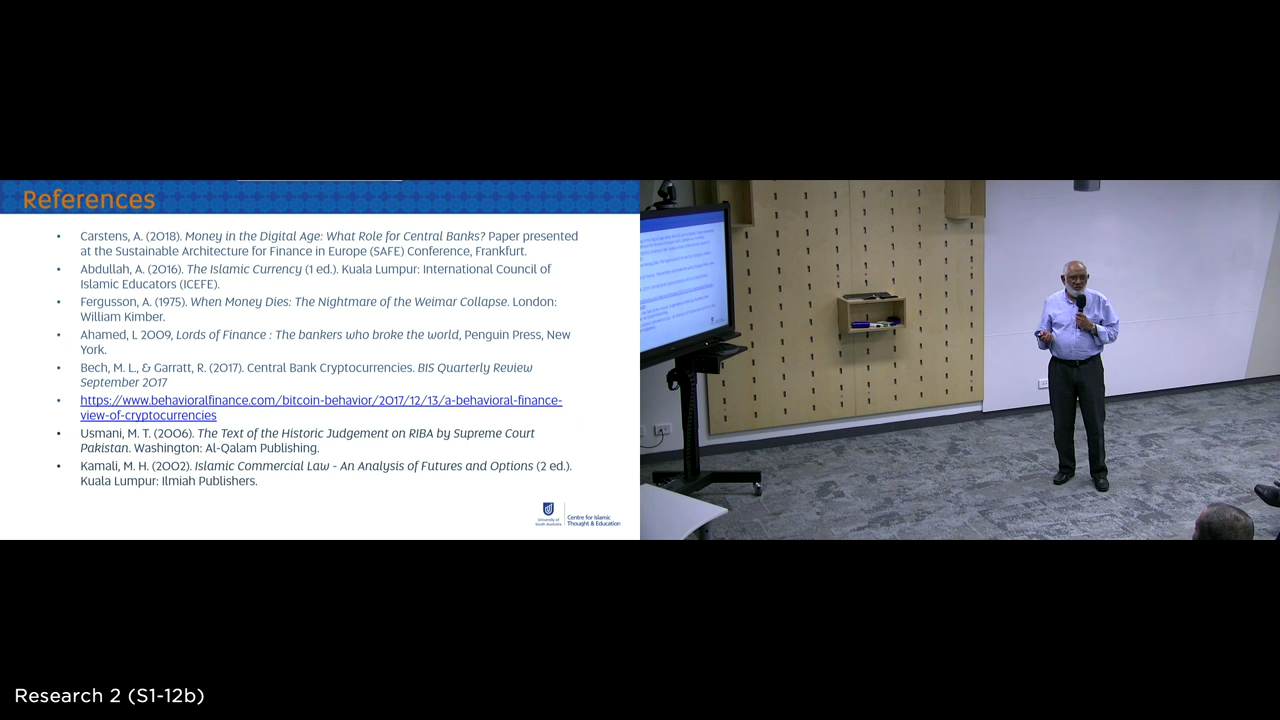 References
• Carstens, A. (2018). Money in the Digital Age: What Role for Central Banks? Paper presented
at the Sustainable Architecture for Finance in Europe (SAFE) Conference, Frankfurt.
• Abdullah, A. (2016). The Islamic Currency (1 ed.). Kuala Lumpur: International Council of
Islamic Educators (ICEFE).
• Fergusson, A. (1975). When Money Dies: The Nightmare of the Weimar Collapse. London:
William Kimber.
• Ahamed, L 2009, Lords of Finance : The bankers who broke the world, Penguin Press, New
York.
• Bech, M. L., & Garratt, R. (2017). Central Bank Cryptocurrencies. BIS Quarterly Review
September 2017
• https://www.behavioralfinance.com/bitcoin-behavior/2017/12/13/a-behavioral-finance-
view-of-cryptocurrencies
• Usmani, M. T. (2006). The Text of the Historic Judgement on RIBA by Supreme Court
Pakistan. Washington: Al-Qalam Publishing.
• Kamali, M. H. (2002). Islamic Commercial Law - An Analysis of Futures and Options (2 ed.).
Kuala Lumpur: Ilmiah Publishers.
University of
South Australia
Centre for Islamic
Thought & Education
Research 2 (S1-12b)